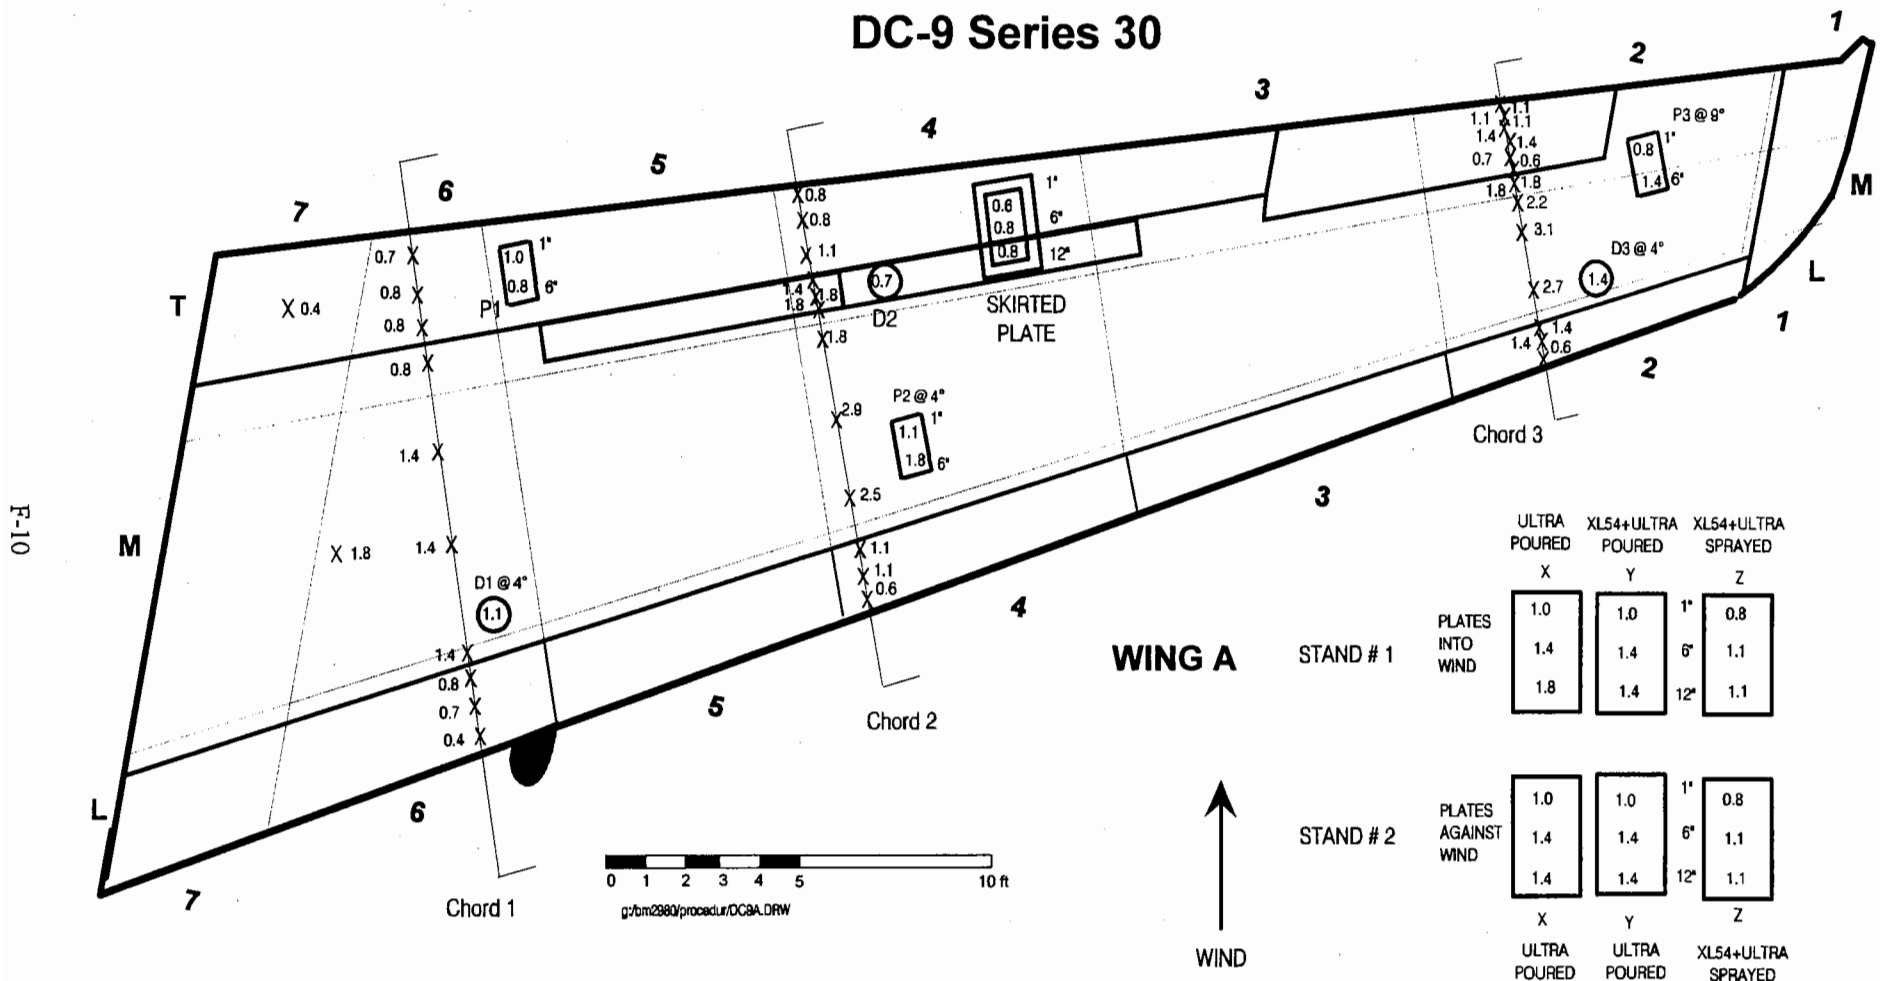 DC-9 Series 30
1
2
3
4
5
6
7
T
M
L
M
L
1
2
3
4
5
6
7
0.4
1.8
0.7
0.8
0.8
0.8
1.4
1.4
1.4
0.8
0.7
0.4
1"
1.0
0.8 6"
P1
D1 @ 4°
1.1
Chord 1
0.8
0.8
1.1
1.4
1.8
1.8
1.8
2.9
2.5
1.1
1.1
0.6
Chord 2
0.7
D2
1"
0.6
6"
0.8
0.8
12"
SKIRTED
PLATE
P2 @ 4°
1"
1.1
1.8 6"
1.1
1.1
1.1
1.4
1.4
0.7
0.6
1.8
1.8
2.2
3.1
2.7
1.4
1.4
0.6
Chord 3
P3 @ 9°
1"
0.8
1.4 6"
D3 @ 4°
1.4
F-10
0 1 2 3 4 5 10 ft
g:/bm2980/procedur/DC9A.DRW
WING A
WIND
ULTRA POURED
XL54+ULTRA POURED
XL54+ULTRA SPRAYED
X Y Z
STAND # 1
PLATES
INTO
WIND
1.0 1.0 1" 0.8
1.4 1.4 6" 1.1
1.8 1.4 12" 1.1
STAND # 2
PLATES
AGAINST
WIND
1.0 1.0 1" 0.8
1.4 1.4 6" 1.1
1.4 1.4 12" 1.1
X Y Z
ULTRA POURED
ULTRA POURED
XL54+ULTRA SPRAYED